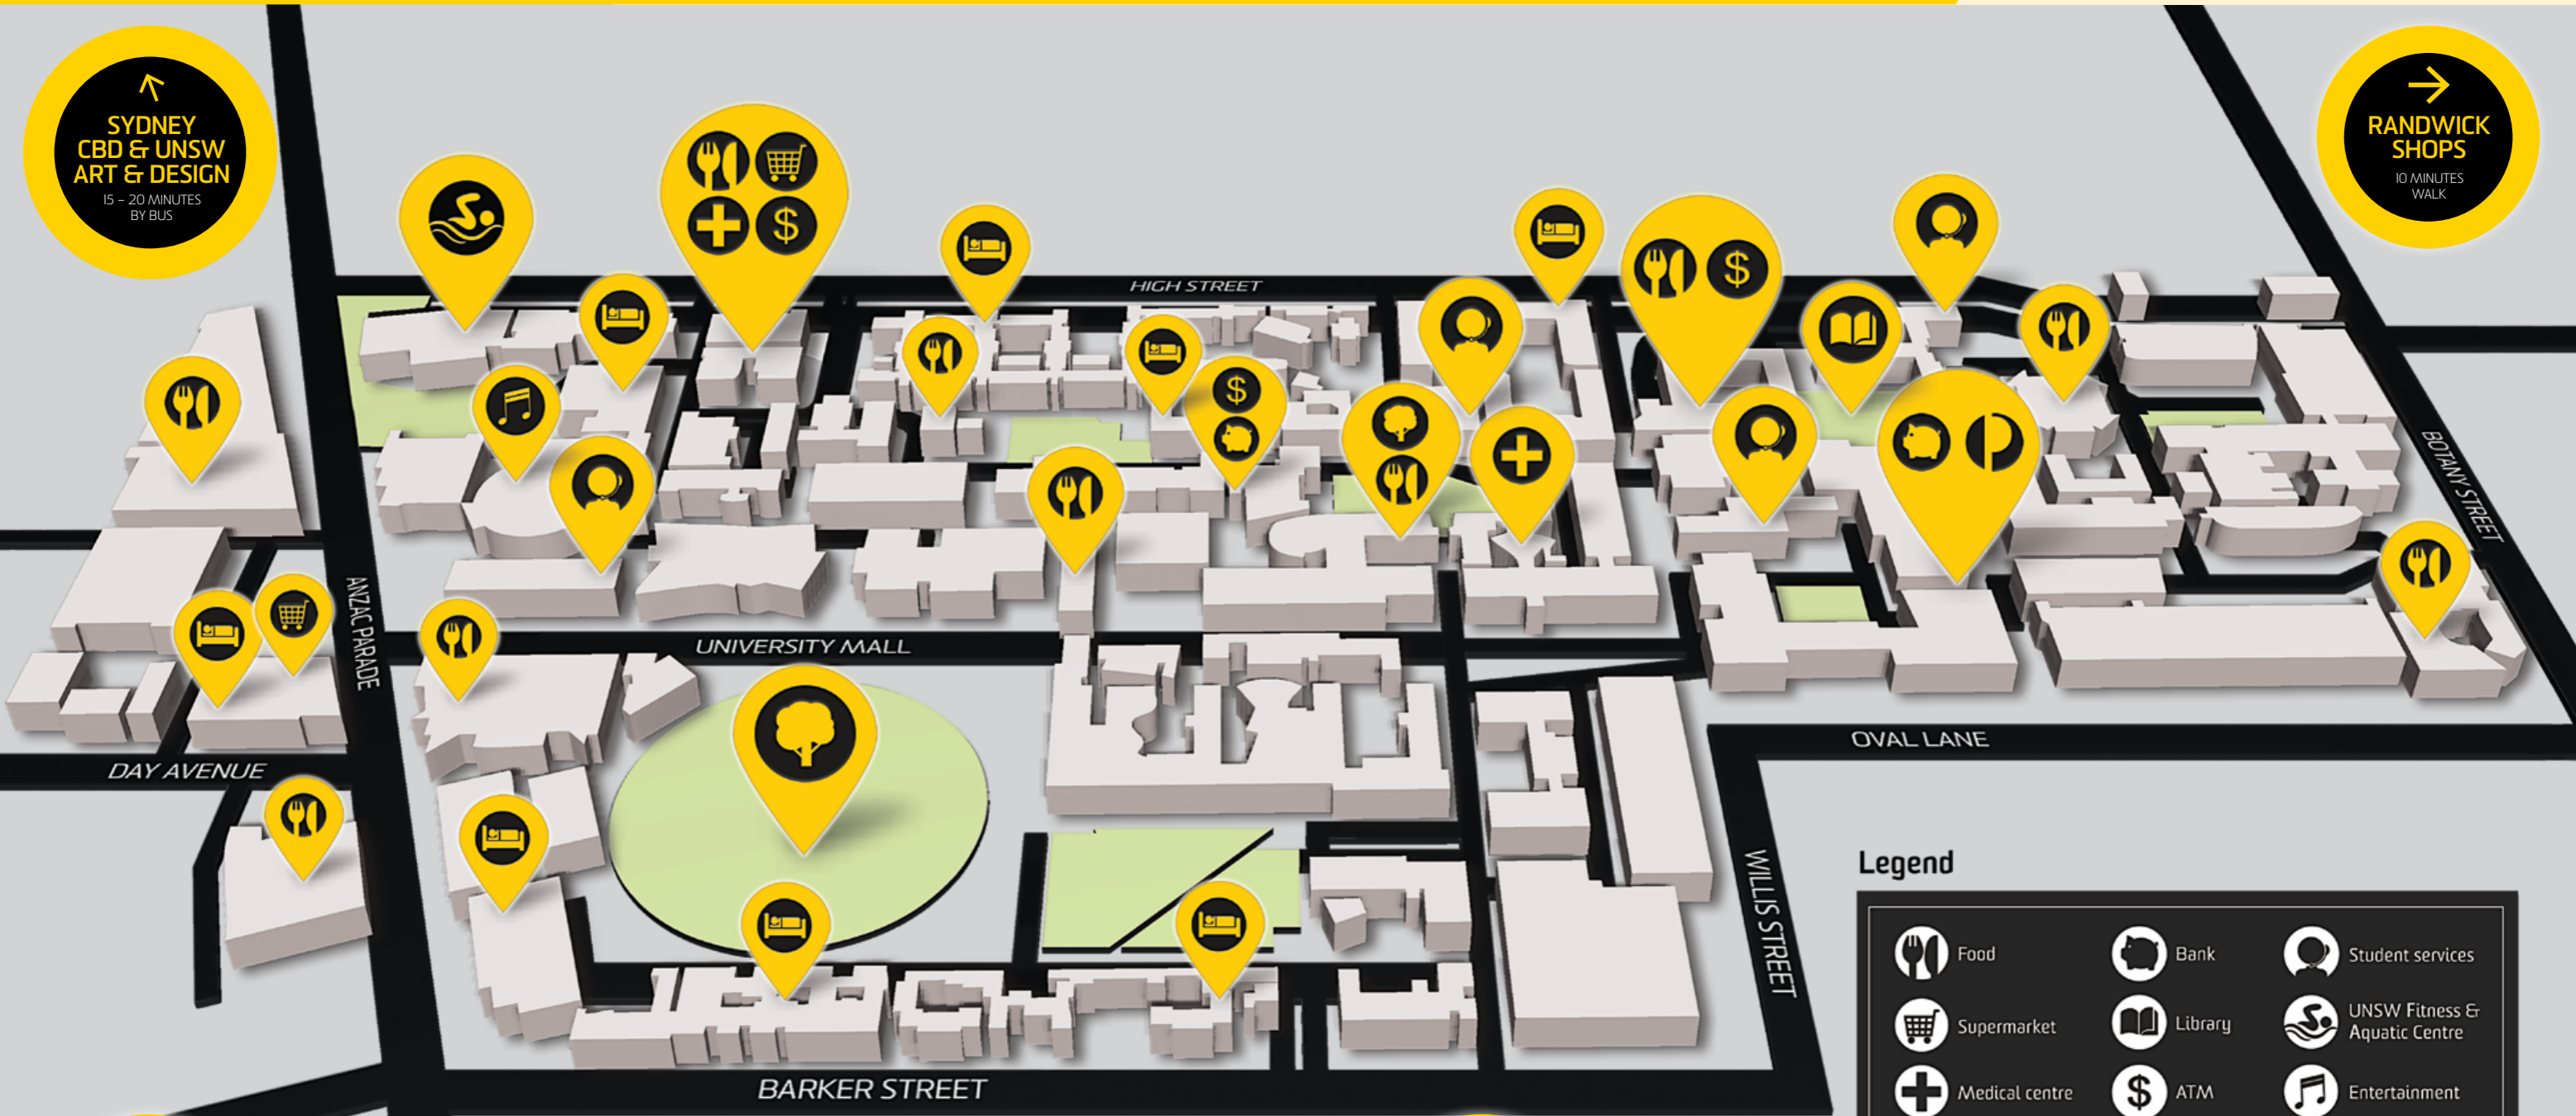 SYDNEY
CBD & UNSW
ART & DESIGN
15 – 20 MINUTES
BY BUS
RANDWICK
SHOPS
10 MINUTES
WALK
HIGH STREET
BOTANY STREET
ANZAC PARADE
UNIVERSITY MALL
OVAL LANE
DAY AVENUE
WILLIS STREET
BARKER STREET
Legend
Food
Bank
Student services
Supermarket
Library
UNSW Fitness &
Aquatic Centre
Medical centre
ATM
Entertainment